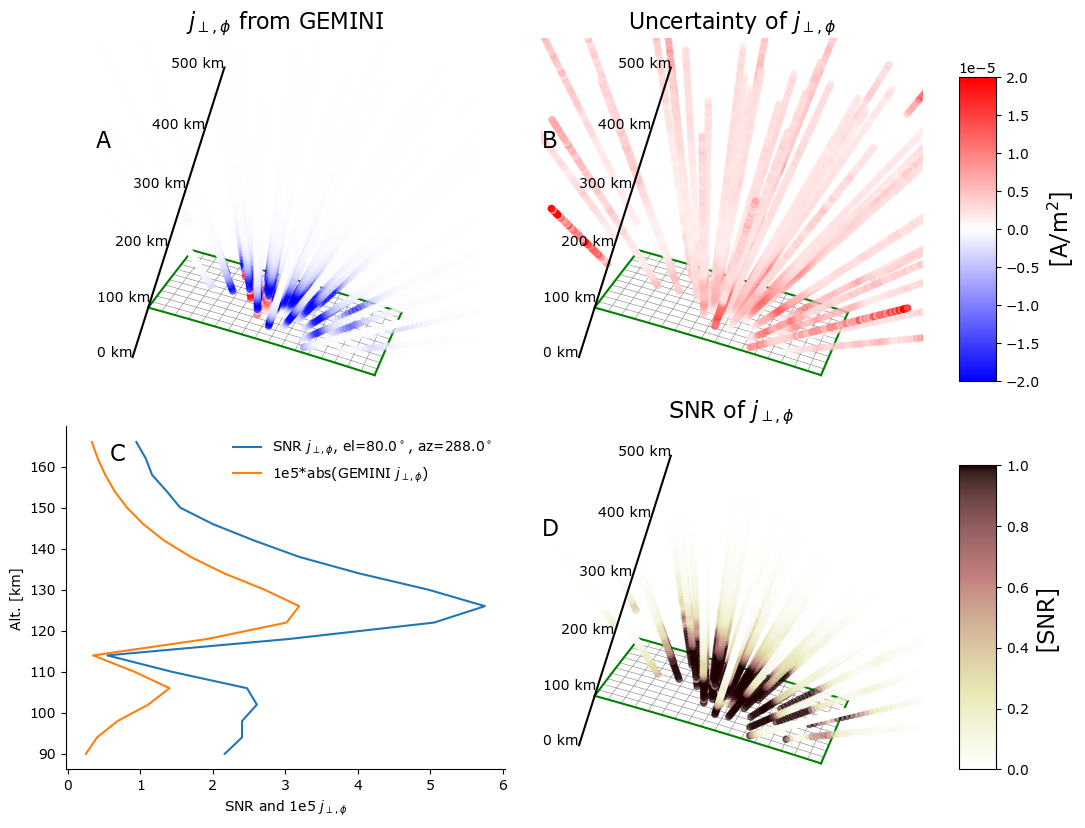 j⊥,ϕ from GEMINI
Uncertainty of j⊥,ϕ
A
500 km
400 km
300 km
200 km
100 km
0 km
B
500 km
400 km
300 km
200 km
100 km
0 km
1e−5
2.0
1.5
1.0
0.5
0.0
−0.5
−1.0
−1.5
−2.0
[A/m²]
C
SNR j⊥,ϕ, el=80.0°, az=288.0°
1e5*abs(GEMINI j⊥,ϕ)
Alt. [km]
160
150
140
130
120
110
100
90
0 1 2 3 4 5 6
SNR and 1e5 j⊥,ϕ
SNR of j⊥,ϕ
D
500 km
400 km
300 km
200 km
100 km
0 km
1.0
0.8
0.6
0.4
0.2
0.0
[SNR]